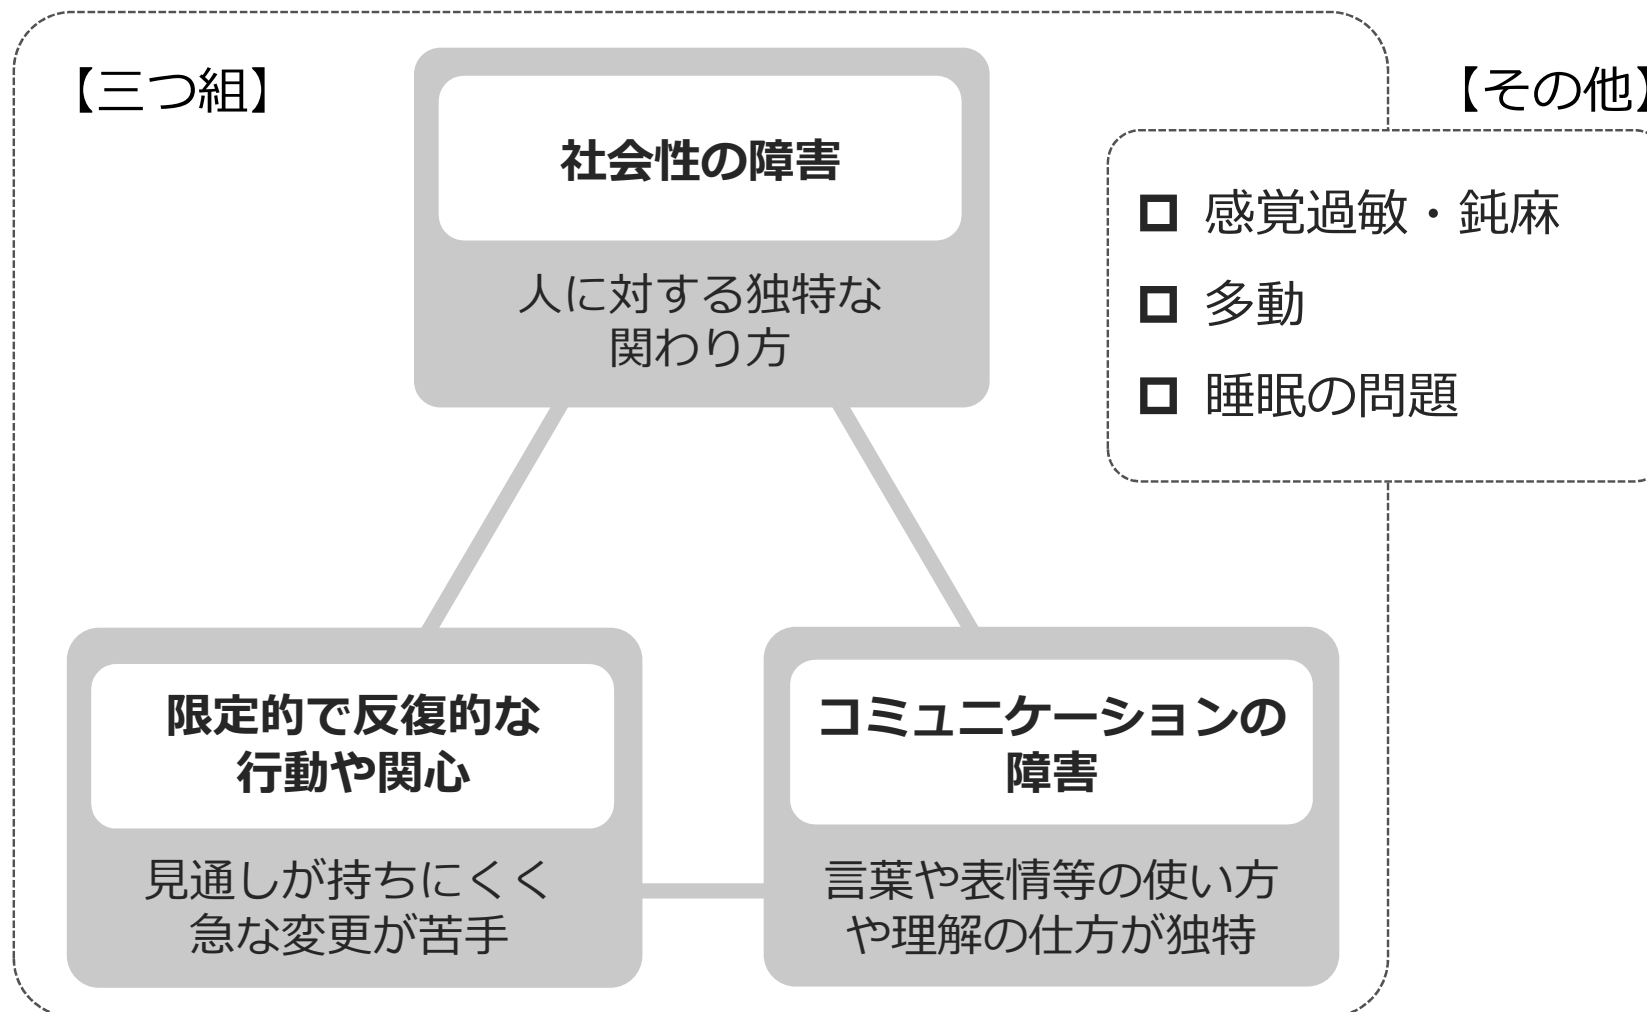 【三つ組】
社会性の障害
人に対する独特な
関わり方
【その他】
感覚過敏・鈍麻
多動
睡眠の問題
限定的で反復的な
行動や関心
見通しが持ちにくく
急な変更が苦手
コミュニケーションの
障害
言葉や表情等の使い方
や理解の仕方が独特